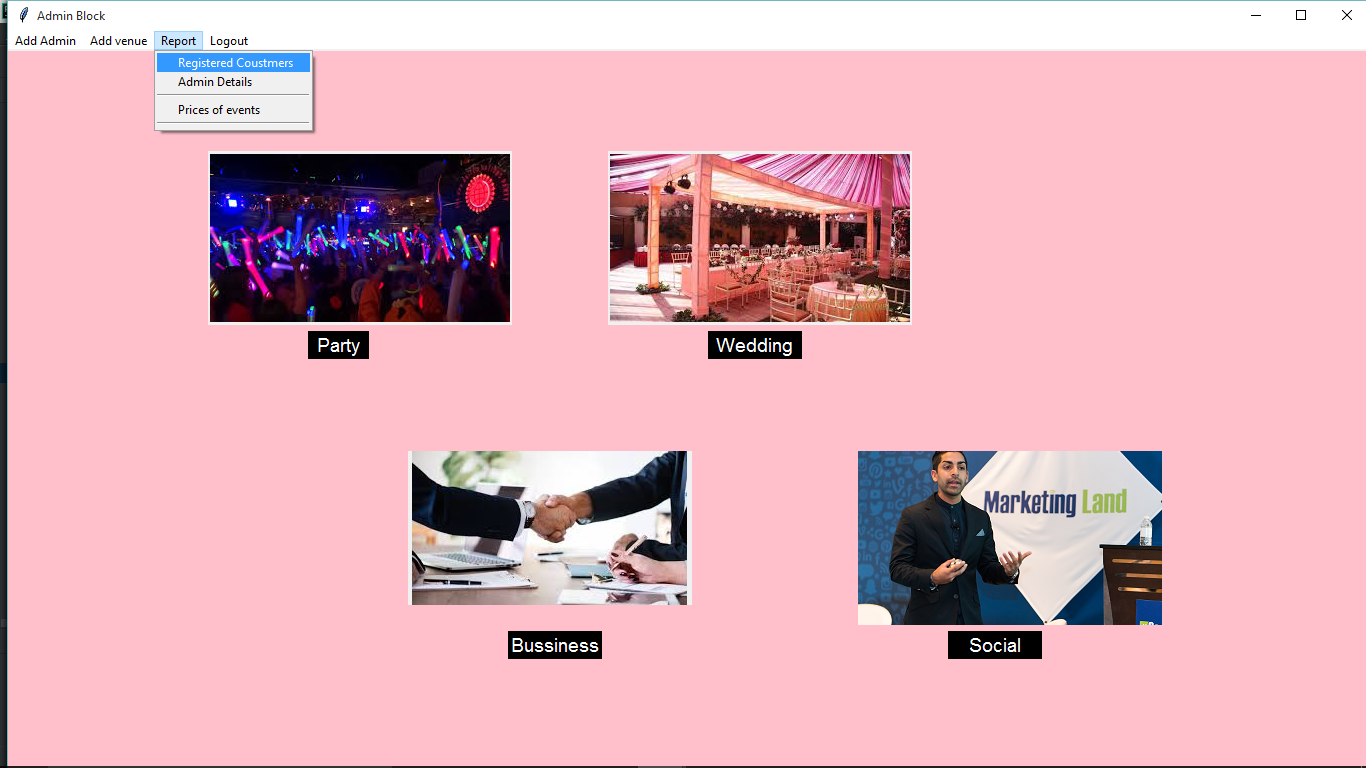 Admin Block
Add Admin Add venue Report Logout
Registered Coustmers
Admin Details
Prices of events
Party
Wedding
Marketing Land
Bussiness
Social